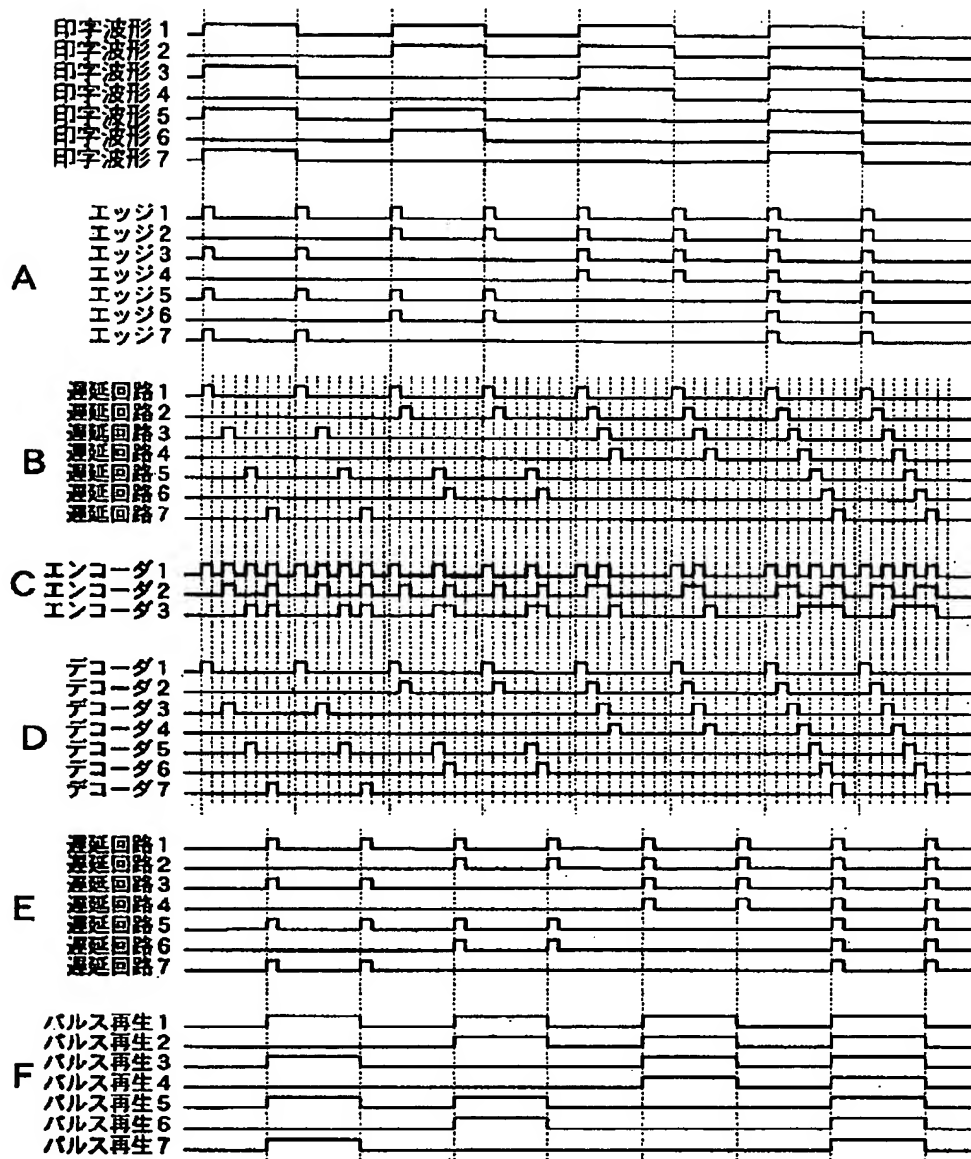 印字波形1
印字波形2
印字波形3
印字波形4
印字波形5
印字波形6
印字波形7
A
エッジ1
エッジ2
エッジ3
エッジ4
エッジ5
エッジ6
エッジ7
B
遅延回路1
遅延回路2
遅延回路3
遅延回路4
遅延回路5
遅延回路6
遅延回路7
C
エンコーダ1
エンコーダ2
エンコーダ3
D
デコーダ1
デコーダ2
デコーダ3
デコーダ4
デコーダ5
デコーダ6
デコーダ7
E
遅延回路1
遅延回路2
遅延回路3
遅延回路4
遅延回路5
遅延回路6
遅延回路7
F
パルス再生1
パルス再生2
パルス再生3
パルス再生4
パルス再生5
パルス再生6
パルス再生7